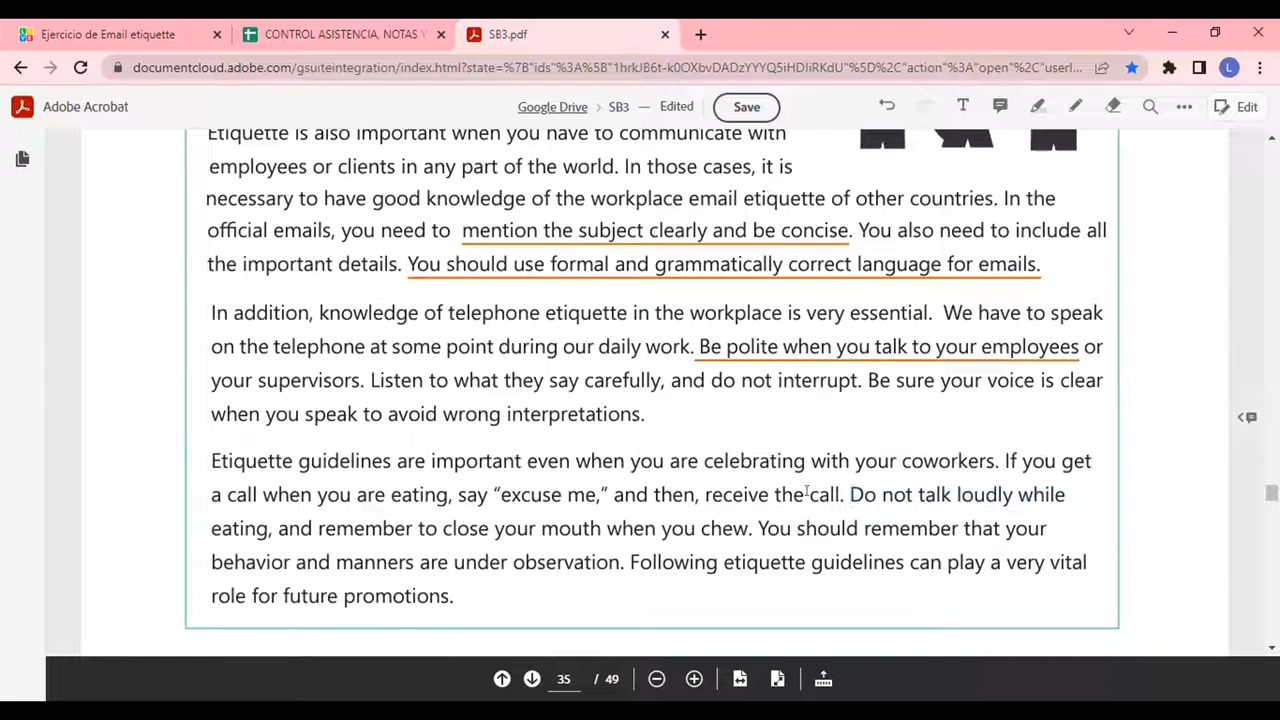 Ejercicio de Email etiquette
CONTROL ASISTENCIA, NOTAS V
SB3.pdf
documentcloud.adobe.com/gsuiteintegration/index.html?state=%7B"ids"%3A%5B"1hrkJB6t-k0OXbvDADzYYYQ5iHDIiRKdU"%5D%2C"action"%3A"open"%2C"userI...
L
Adobe Acrobat
Google Drive > SB3 — Edited
Save
Edit
Etiquette is also important when you have to communicate with
employees or clients in any part of the world. In those cases, it is
necessary to have good knowledge of the workplace email etiquette of other countries. In the
official emails, you need to mention the subject clearly and be concise. You also need to include all
the important details. You should use formal and grammatically correct language for emails.
In addition, knowledge of telephone etiquette in the workplace is very essential. We have to speak
on the telephone at some point during our daily work. Be polite when you talk to your employees or
your supervisors. Listen to what they say carefully, and do not interrupt. Be sure your voice is clear
when you speak to avoid wrong interpretations.
Etiquette guidelines are important even when you are celebrating with your coworkers. If you get
a call when you are eating, say “excuse me,” and then, receive the call. Do not talk loudly while
eating, and remember to close your mouth when you chew. You should remember that your
behavior and manners are under observation. Following etiquette guidelines can play a very vital
role for future promotions.
35 / 49